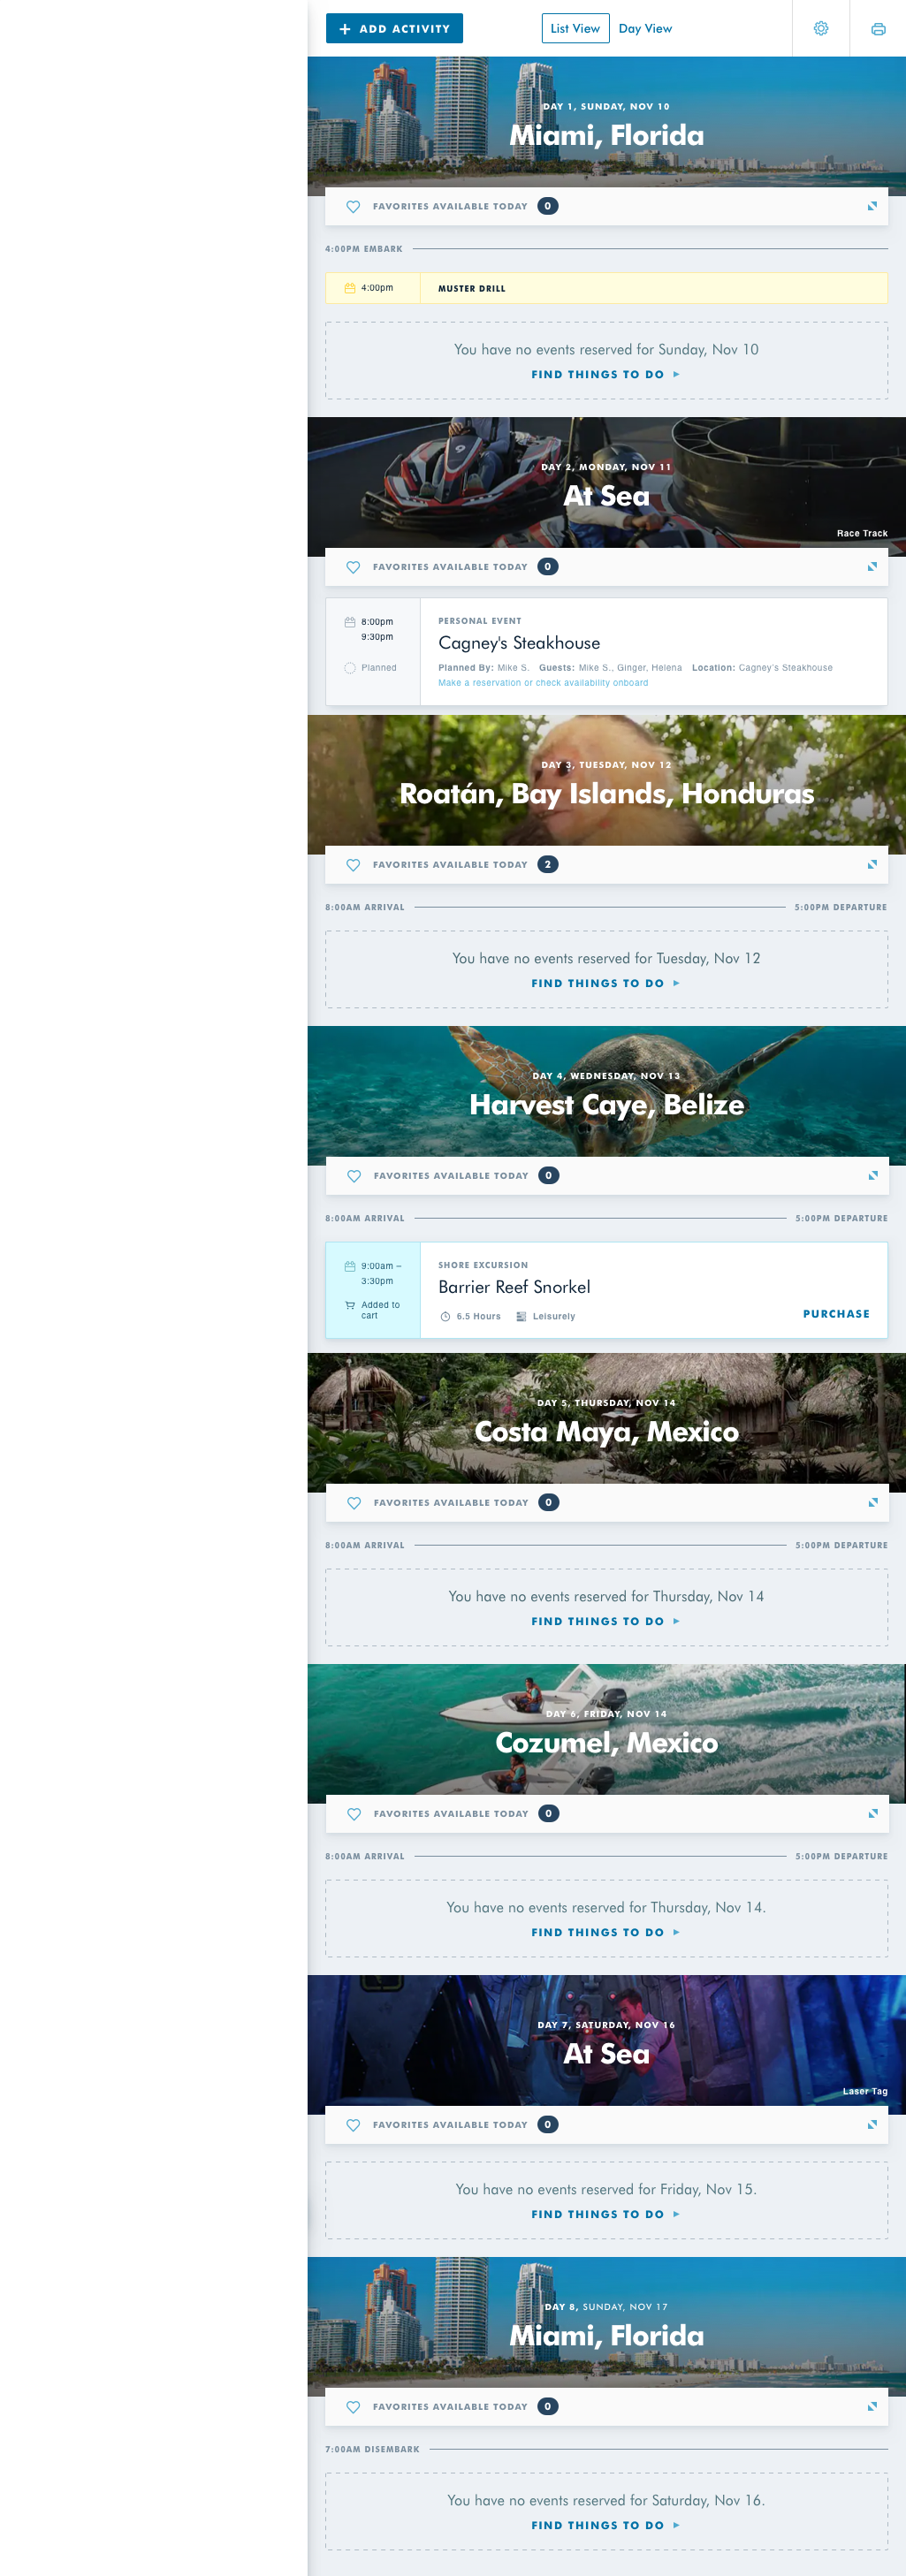 + ADD ACTIVITY
List View
Day View
DAY 1, SUNDAY, NOV 10
Miami, Florida
FAVORITES AVAILABLE TODAY 0
4:00PM EMBARK
4:00pm
MUSTER DRILL
You have no events reserved for Sunday, Nov 10
FIND THINGS TO DO
DAY 2, MONDAY, NOV 11
At Sea
Race Track
FAVORITES AVAILABLE TODAY 0
8:00pm
9:30pm
Planned
PERSONAL EVENT
Cagney's Steakhouse
Planned By: Mike S. Guests: Mike S., Ginger, Helena Location: Cagney's Steakhouse
Make a reservation or check availability onboard
DAY 3, TUESDAY, NOV 12
Roatán, Bay Islands, Honduras
FAVORITES AVAILABLE TODAY 2
8:00AM ARRIVAL
5:00PM DEPARTURE
You have no events reserved for Tuesday, Nov 12
FIND THINGS TO DO
DAY 4, WEDNESDAY, NOV 13
Harvest Caye, Belize
FAVORITES AVAILABLE TODAY 0
8:00AM ARRIVAL
5:00PM DEPARTURE
9:00am –
3:30pm
Added to
cart
SHORE EXCURSION
Barrier Reef Snorkel
6.5 Hours
Leisurely
PURCHASE
DAY 5, THURSDAY, NOV 14
Costa Maya, Mexico
FAVORITES AVAILABLE TODAY 0
8:00AM ARRIVAL
5:00PM DEPARTURE
You have no events reserved for Thursday, Nov 14
FIND THINGS TO DO
DAY 6, FRIDAY, NOV 14
Cozumel, Mexico
FAVORITES AVAILABLE TODAY 0
8:00AM ARRIVAL
5:00PM DEPARTURE
You have no events reserved for Thursday, Nov 14.
FIND THINGS TO DO
DAY 7, SATURDAY, NOV 16
At Sea
Laser Tag
FAVORITES AVAILABLE TODAY 0
You have no events reserved for Friday, Nov 15.
FIND THINGS TO DO
DAY 8, SUNDAY, NOV 17
Miami, Florida
FAVORITES AVAILABLE TODAY 0
7:00AM DISEMBARK
You have no events reserved for Saturday, Nov 16.
FIND THINGS TO DO